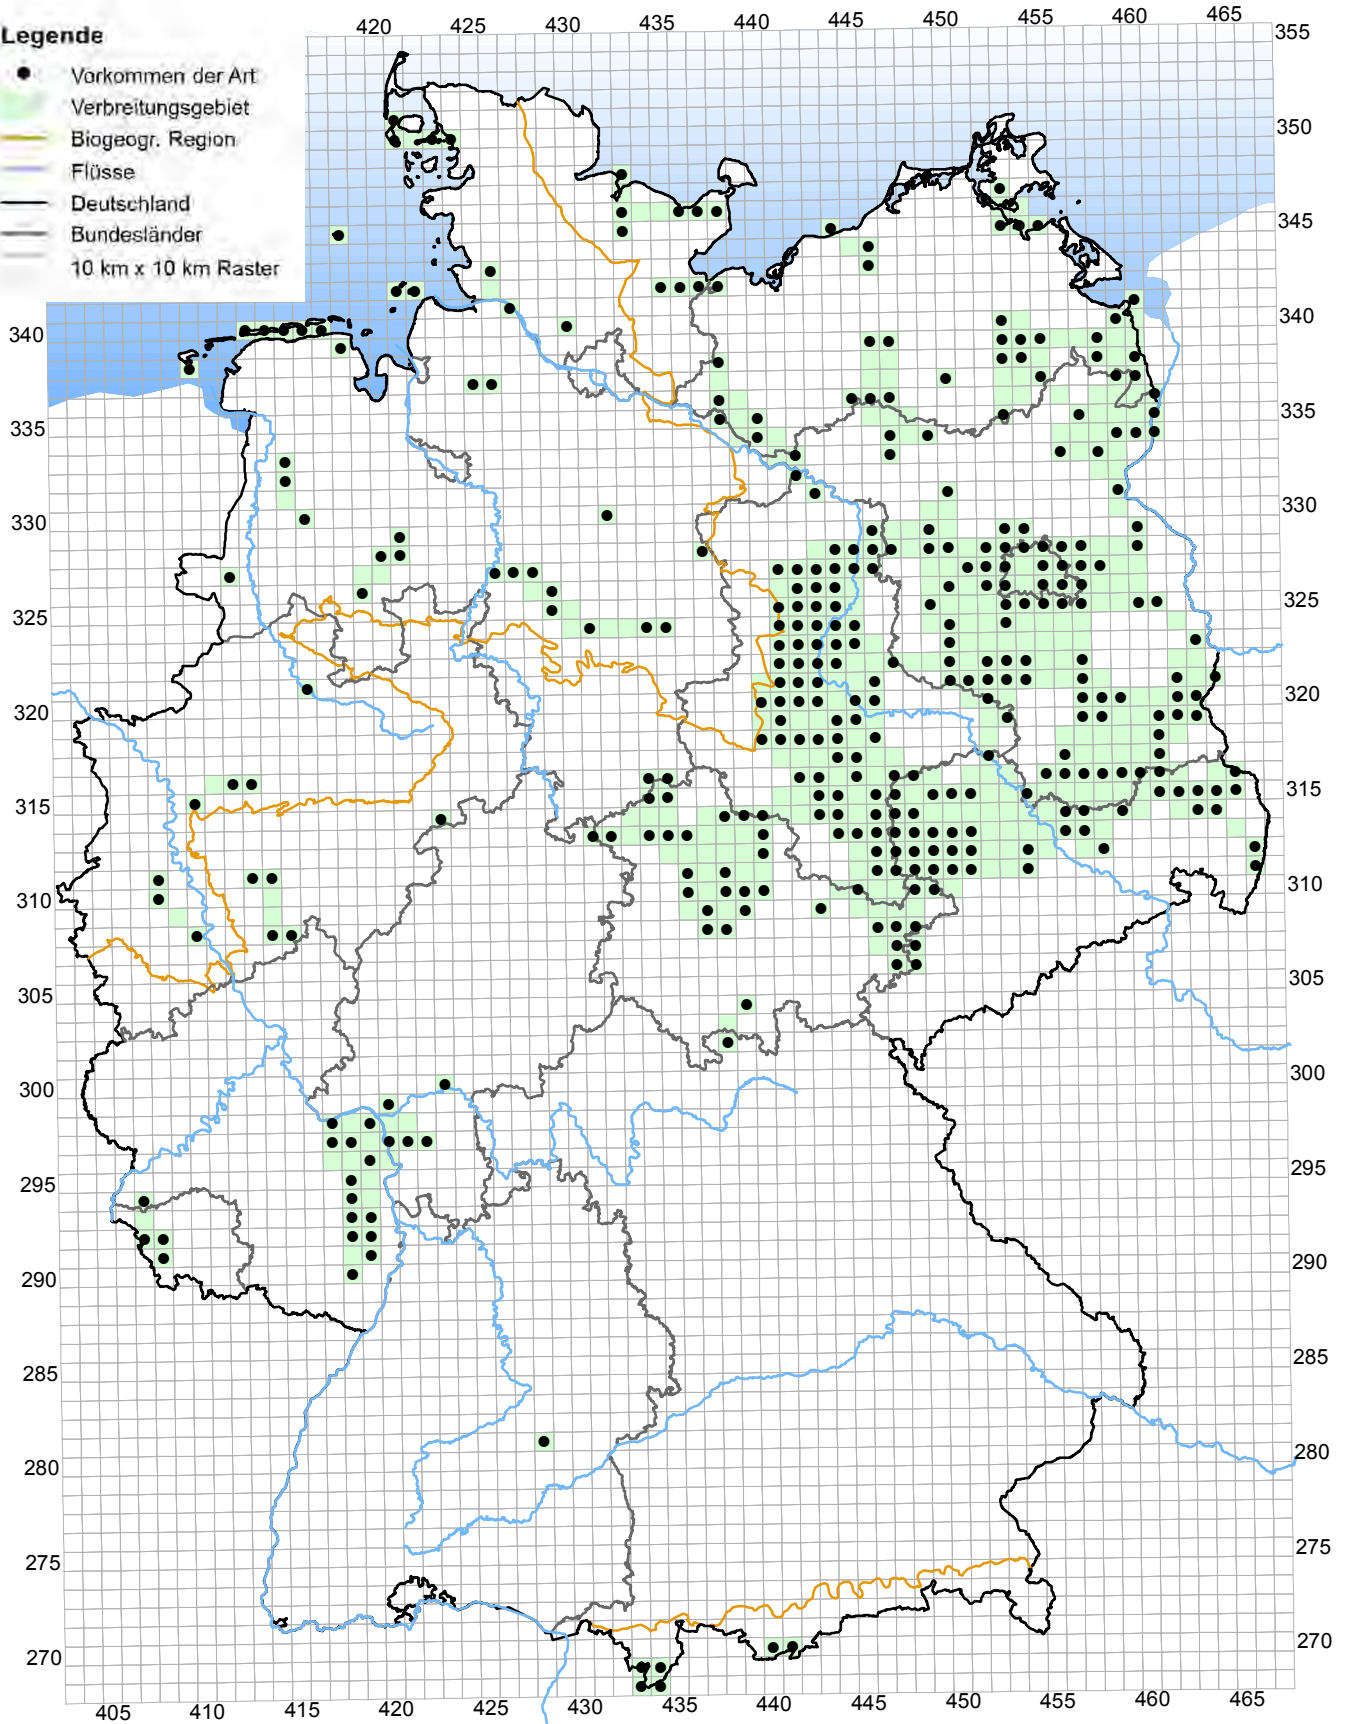 Legende
Vorkommen der Art
Verbreitungsgebiet
Biogeogr. Region
Flüsse
Deutschland
Bundesländer
10 km x 10 km Raster
420 425 430 435 440 445 450 455 460 465
355
350
345
340 340
335 335
330 330
325 325
320 320
315 315
310 310
305 305
300 300
295 295
290 290
285 285
280 280
275 275
270 270
405 410 415 420 425 430 435 440 445 450 455 460 465